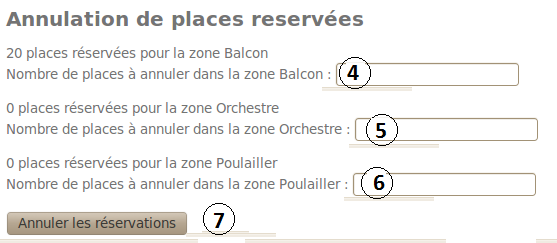 Annulation de places reservées
20 places réservées pour la zone Balcon
Nombre de places à annuler dans la zone Balcon : 4
0 places réservées pour la zone Orchestre
Nombre de places à annuler dans la zone Orchestre : 5
0 places réservées pour la zone Poulailler
Nombre de places à annuler dans la zone Poulailler : 6
Annuler les réservations 7